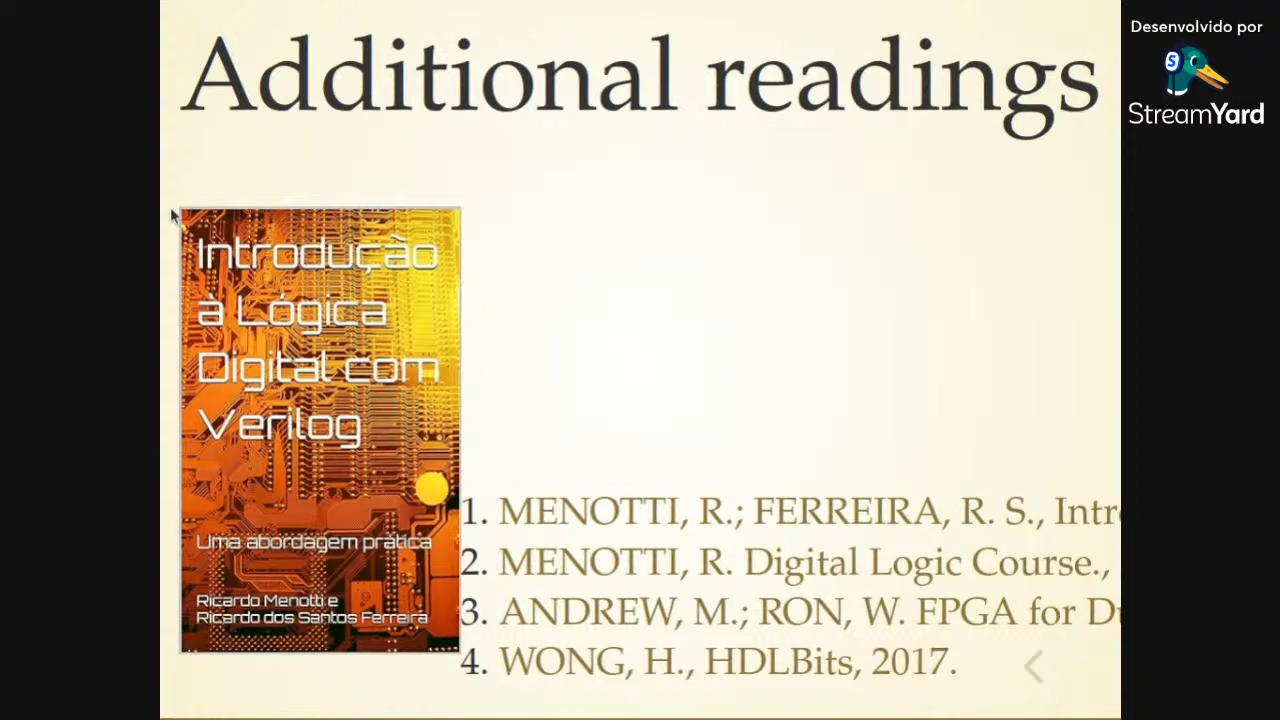 Additional readings
Desenvolvido por
StreamYard
Introdução
à Lógica
Digital com
Verilog
Uma abordagem prática
Ricardo Menotti e
Ricardo dos Santos Ferreira
1. MENOTTI, R.; FERREIRA, R. S., Intr
2. MENOTTI, R. Digital Logic Course.,
3. ANDREW, M.; RON, W. FPGA for D
4. WONG, H., HDLBits, 2017.